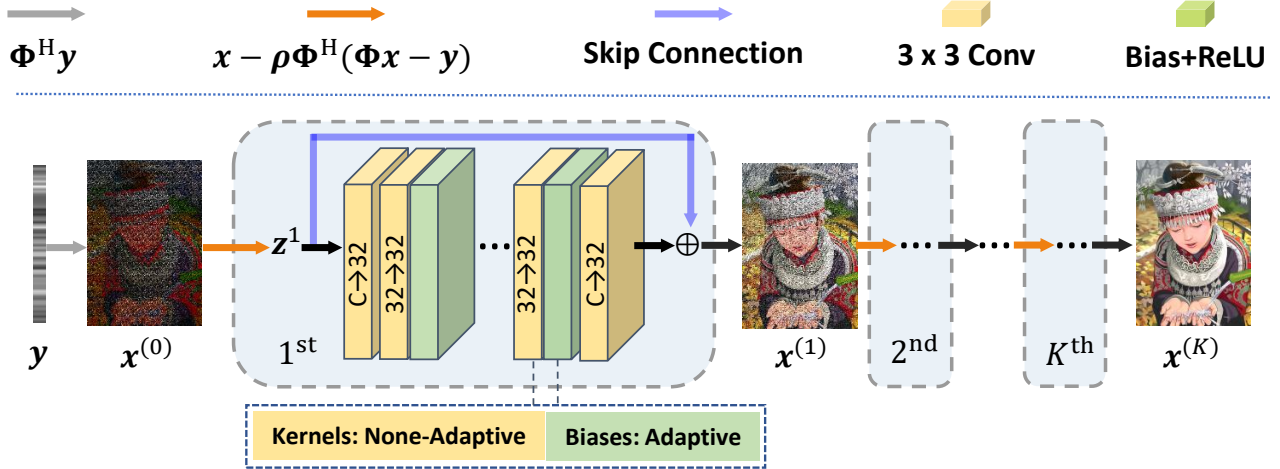 Φᴴy
x − ρΦᴴ(Φx − y)
Skip Connection
3 x 3 Conv
Bias+ReLU
y
x⁽⁰⁾
z¹
C→32
32→32
32→32
C→32
1ˢᵗ
x⁽¹⁾
2ⁿᵈ
Kᵗʰ
x⁽ᴷ⁾
Kernels: None-Adaptive
Biases: Adaptive